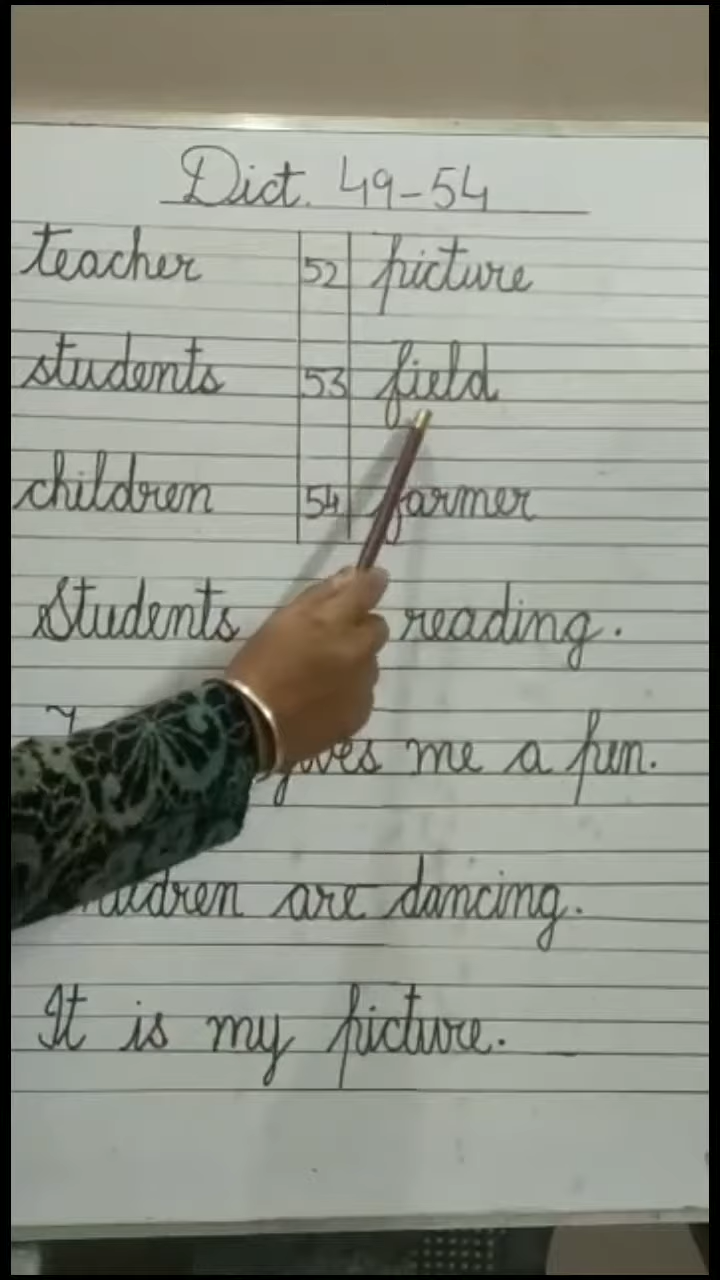 Dict. 49-54
teacher 52 picture
students 53 field
children 54 farmer
Students reading.
gives me a pen.
children are dancing.
It is my picture.